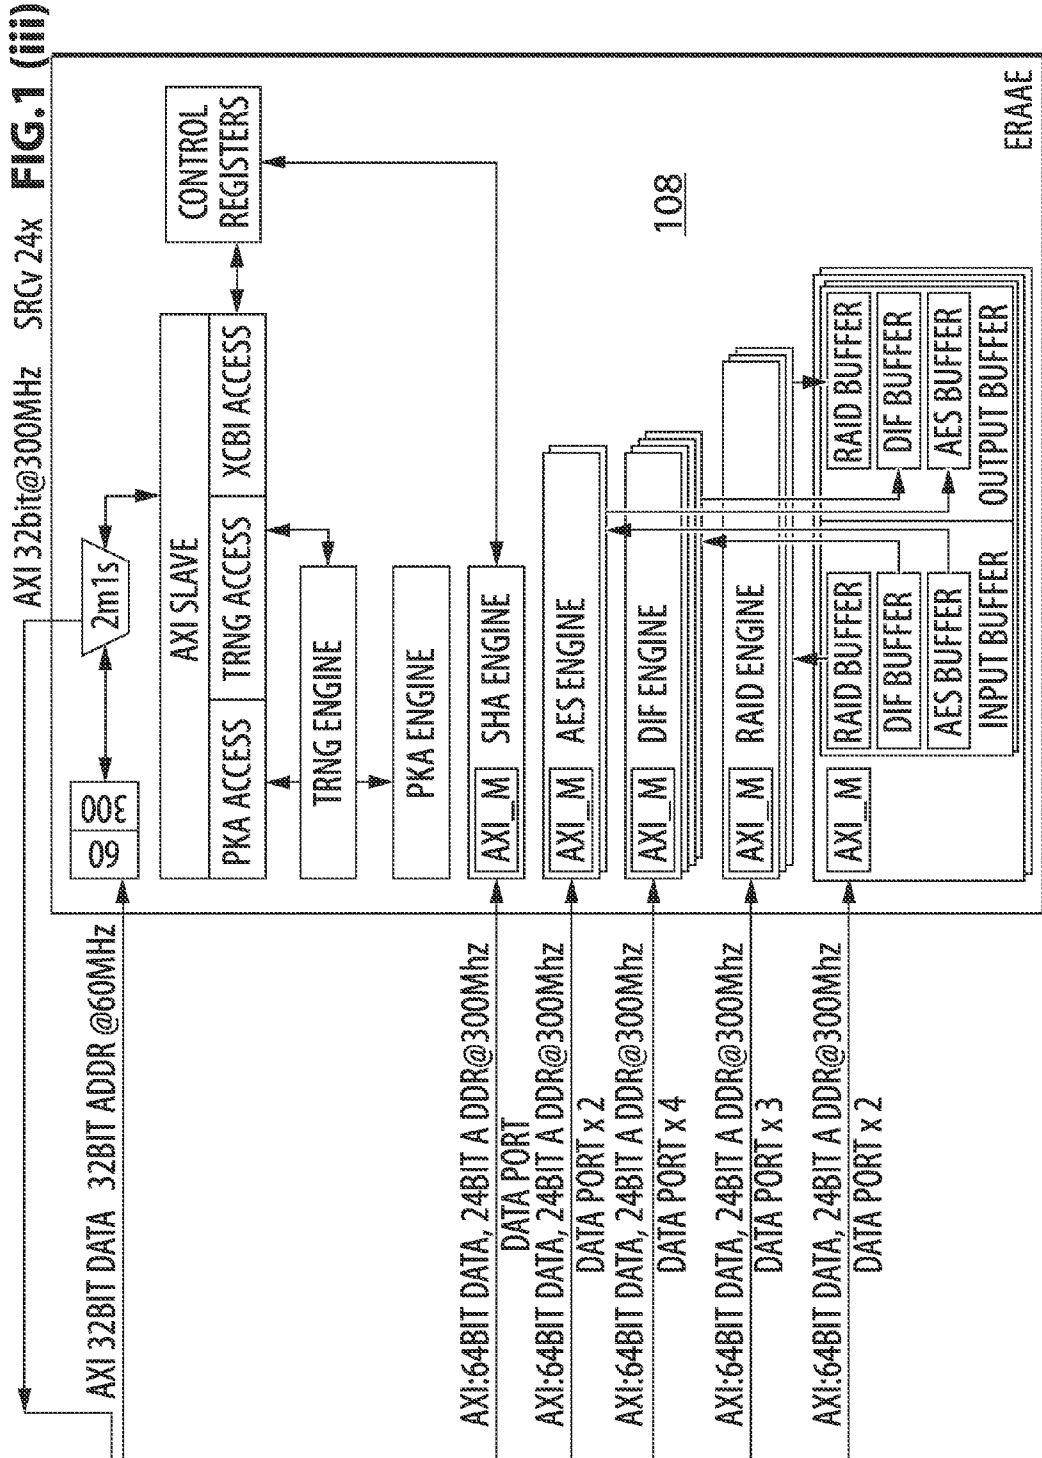 FIG.1 (iiii)
AXI 32bit@300MHz SRCv 24x
AXI 32BIT DATA 32BIT ADDR @60MHz
60
300
2m1s
AXI SLAVE
PKA ACCESS
TRNG ACCESS
XCBI ACCESS
CONTROL
REGISTERS
TRNG ENGINE
PKA ENGINE
108
AXI:64BIT DATA, 24BIT A DDR@300Mhz
DATA PORT
AXI_M
SHA ENGINE
AXI:64BIT DATA, 24BIT A DDR@300Mhz
DATA PORT x 2
AXI_M
AES ENGINE
AXI:64BIT DATA, 24BIT A DDR@300Mhz
DATA PORT x 4
AXI_M
DIF ENGINE
AXI:64BIT DATA, 24BIT A DDR@300Mhz
DATA PORT x 3
AXI_M
RAID ENGINE
AXI:64BIT DATA, 24BIT A DDR@300Mhz
DATA PORT x 2
AXI_M
RAID BUFFER
DIF BUFFER
AES BUFFER
INPUT BUFFER
RAID BUFFER
DIF BUFFER
AES BUFFER
OUTPUT BUFFER
ERAAE